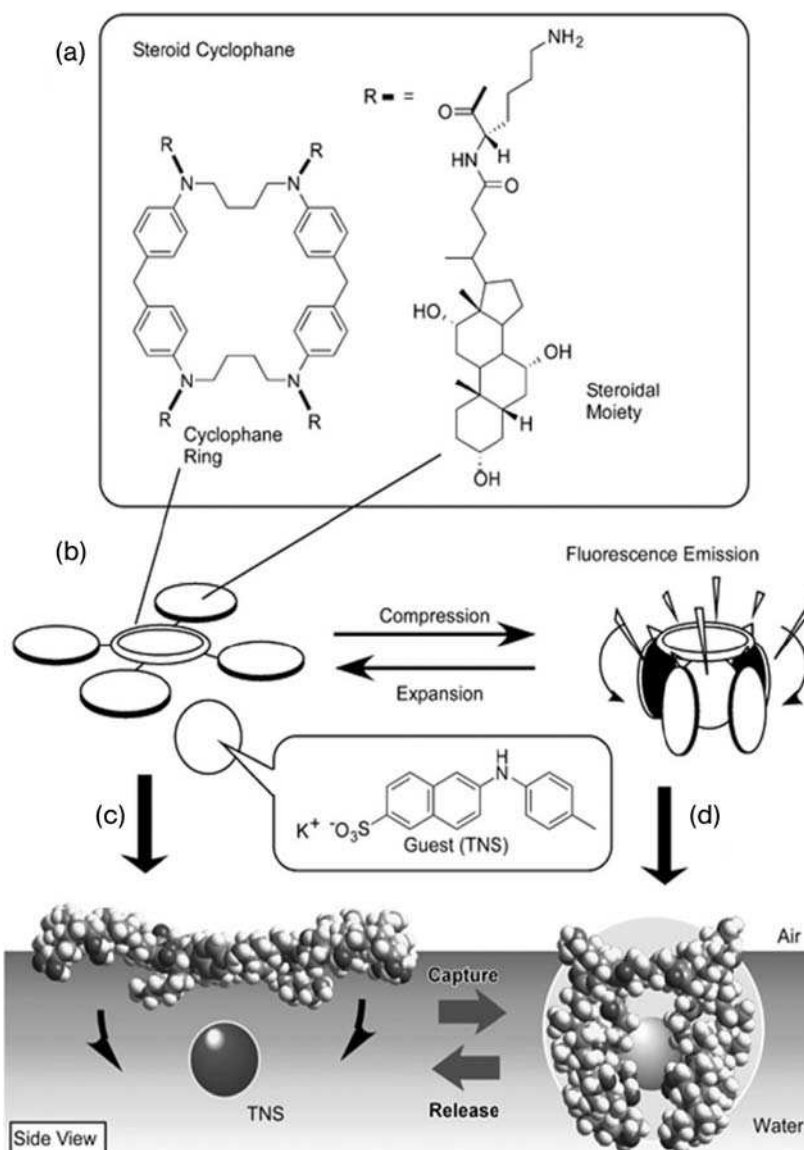 (a)
Steroid Cyclophane
R
R
N
N
N
N
R
R
Cyclophane
Ring
R =
NH2
O
H
HN
O
HO
OH
H
OH
Steroidal
Moiety
(b)
Fluorescence Emission
Compression
Expansion
H
N
K+ -O3S
Guest (TNS)
(c)
(d)
Air
Capture
TNS
Release
Water
Side View